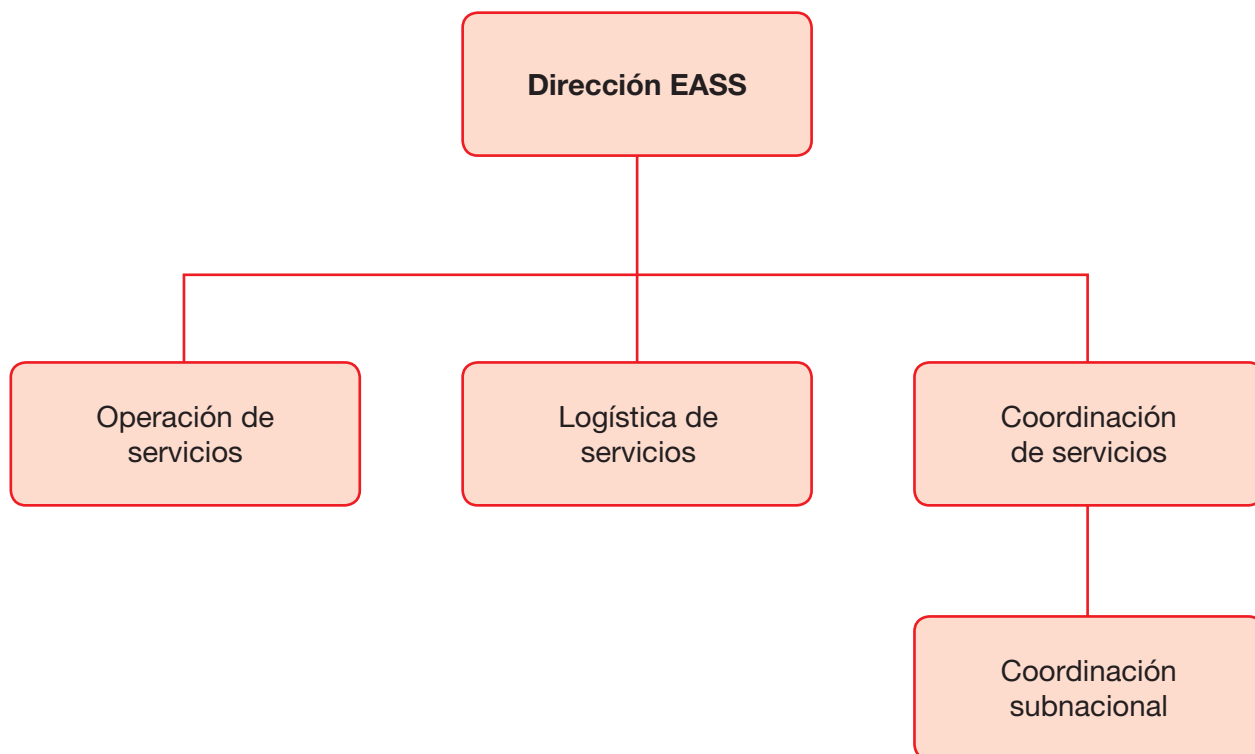 Dirección EASS
Operación de
servicios
Logística de
servicios
Coordinación
de servicios
Coordinación
subnacional